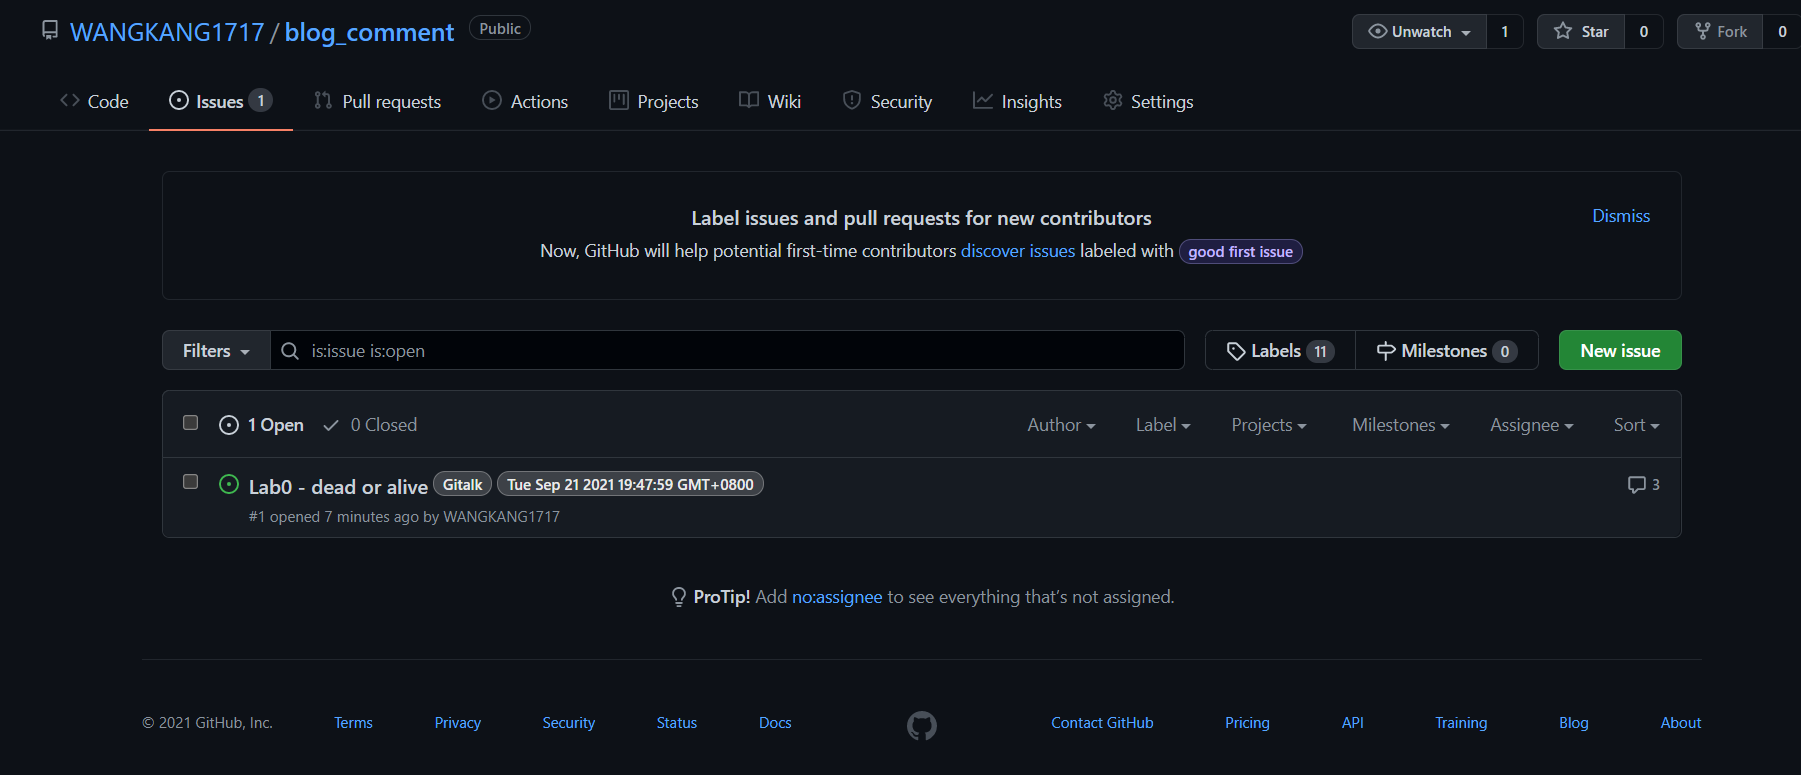 WANGKANG1717 / blog_comment Public
Unwatch 1 Star 0 Fork 0
Code Issues 1 Pull requests Actions Projects Wiki Security Insights Settings
Label issues and pull requests for new contributors
Dismiss
Now, GitHub will help potential first-time contributors discover issues labeled with good first issue
Filters is:issue is:open Labels 11 Milestones 0 New issue
1 Open 0 Closed Author Label Projects Milestones Assignee Sort
Lab0 - dead or alive Gitalk Tue Sep 21 2021 19:47:59 GMT+0800 3
#1 opened 7 minutes ago by WANGKANG1717
ProTip! Add no:assignee to see everything that’s not assigned.
© 2021 GitHub, Inc. Terms Privacy Security Status Docs Contact GitHub Pricing API Training Blog About